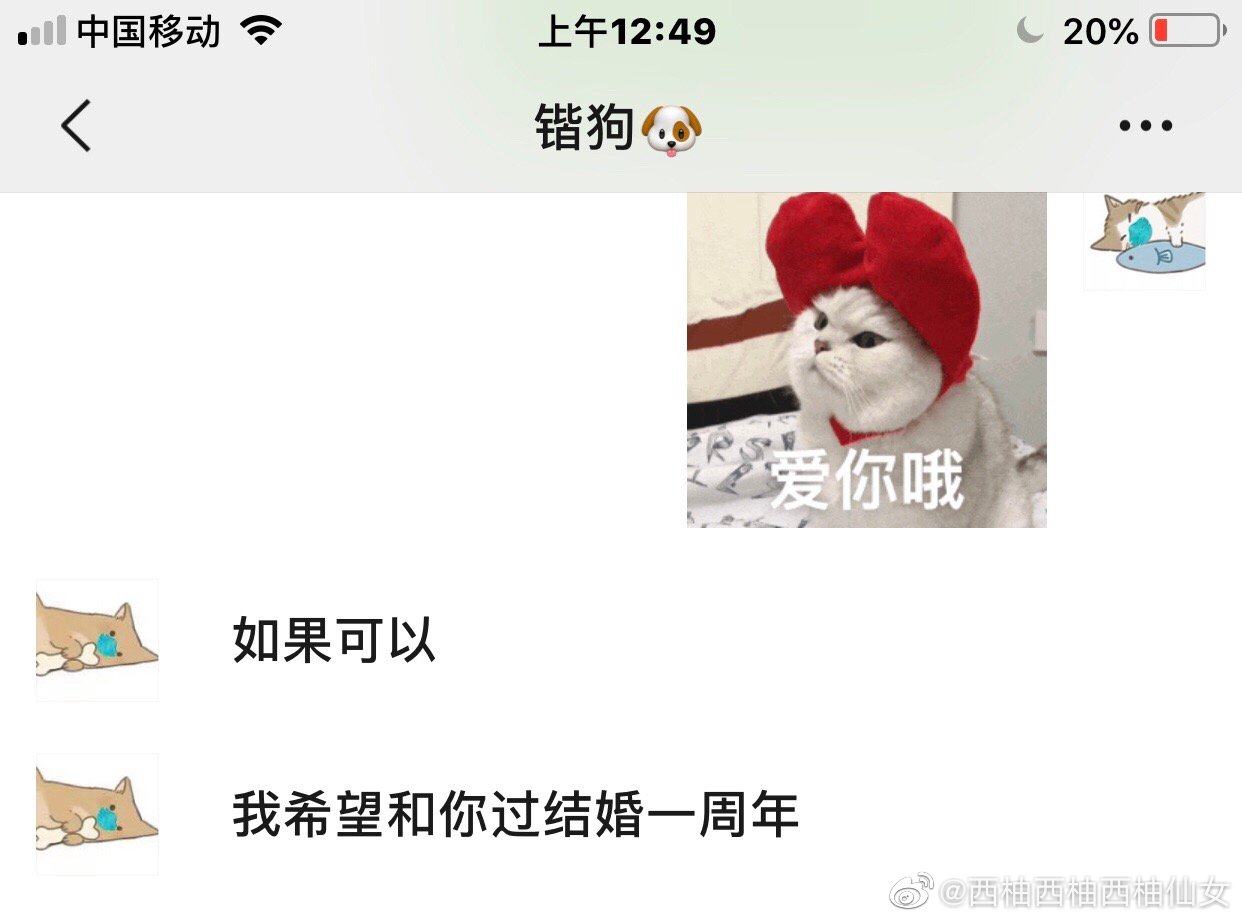 中国移动 上午12:49 20%
锴狗
爱你哦
如果可以
我希望和你过结婚一周年
@西柚西柚西柚仙女